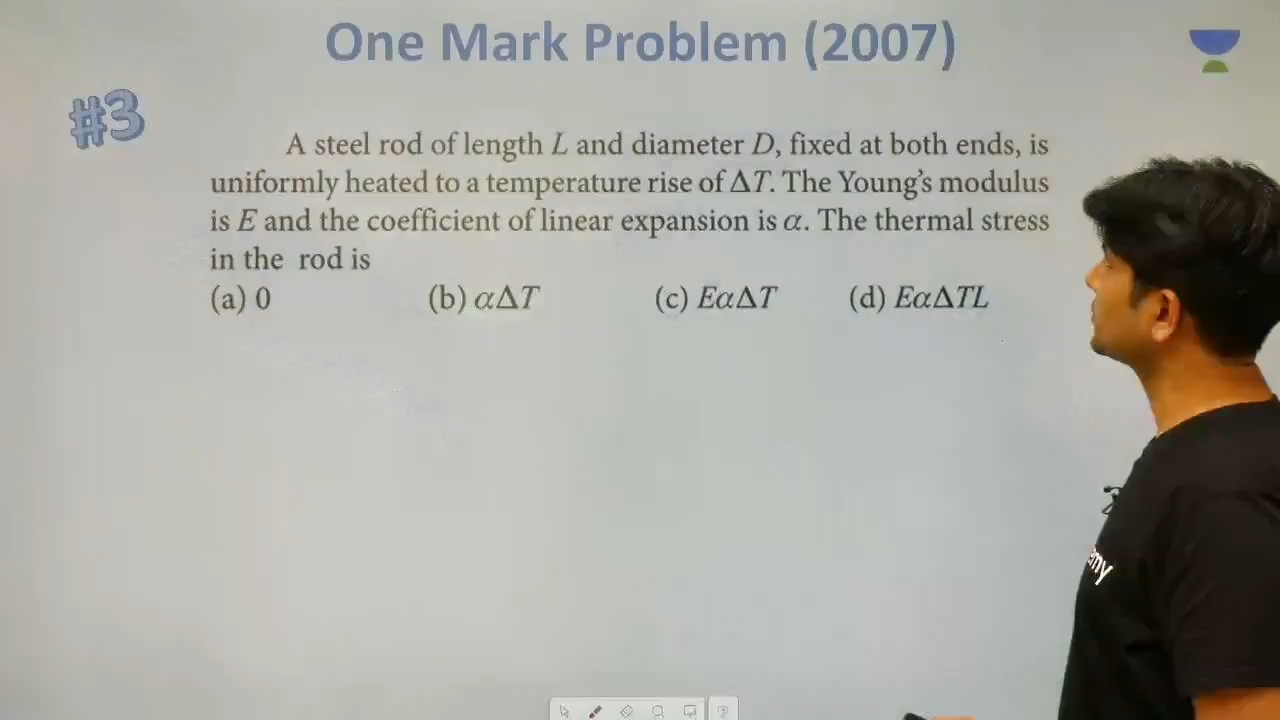 One Mark Problem (2007)
#3
A steel rod of length L and diameter D, fixed at both ends, is
uniformly heated to a temperature rise of ΔT. The Young's modulus
is E and the coefficient of linear expansion is α. The thermal stress
in the rod is
(a) 0 (b) αΔT (c) EαΔT (d) EαΔTL
my